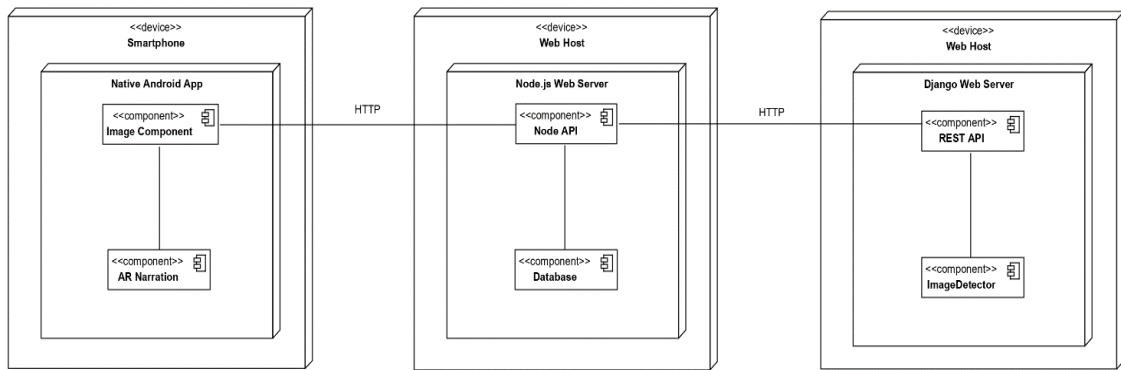 <<device>>
Smartphone
Native Android App
<<component>>
Image Component
<<component>>
AR Narration
HTTP
<<device>>
Web Host
Node.js Web Server
<<component>>
Node API
<<component>>
Database
HTTP
<<device>>
Web Host
Django Web Server
<<component>>
REST API
<<component>>
ImageDetector